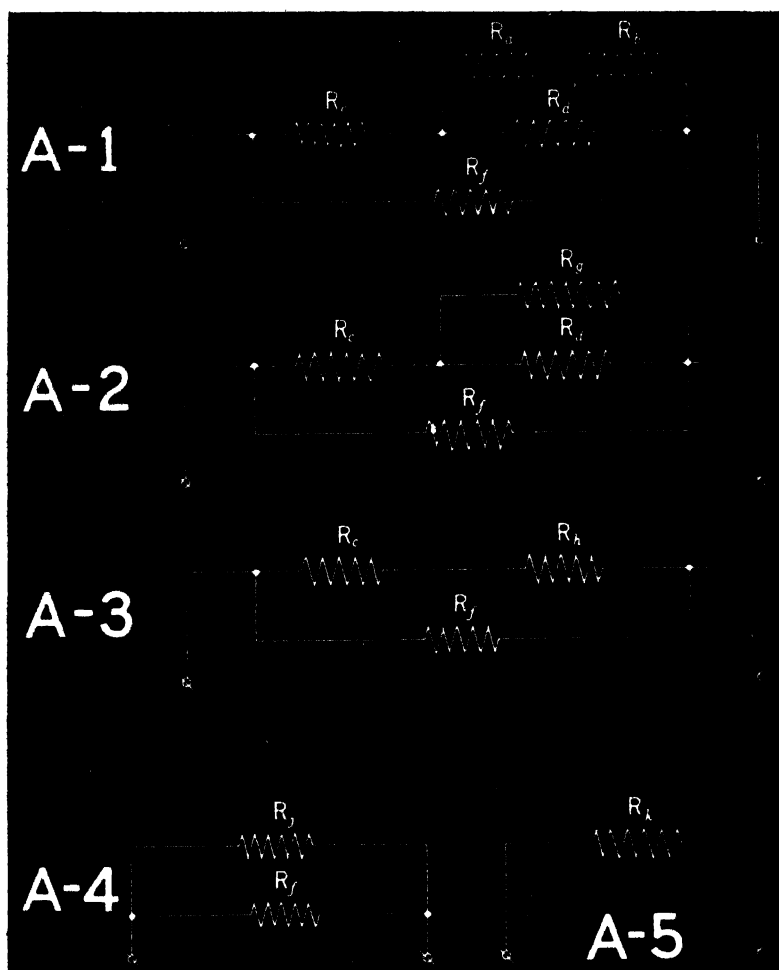 Ra Rb
Rc Rd
A-1
Rf
Rg
Rc Rd
A-2
Rf
Rc Rh
A-3
Rf
Rj Rk
A-4
Rf
A-5